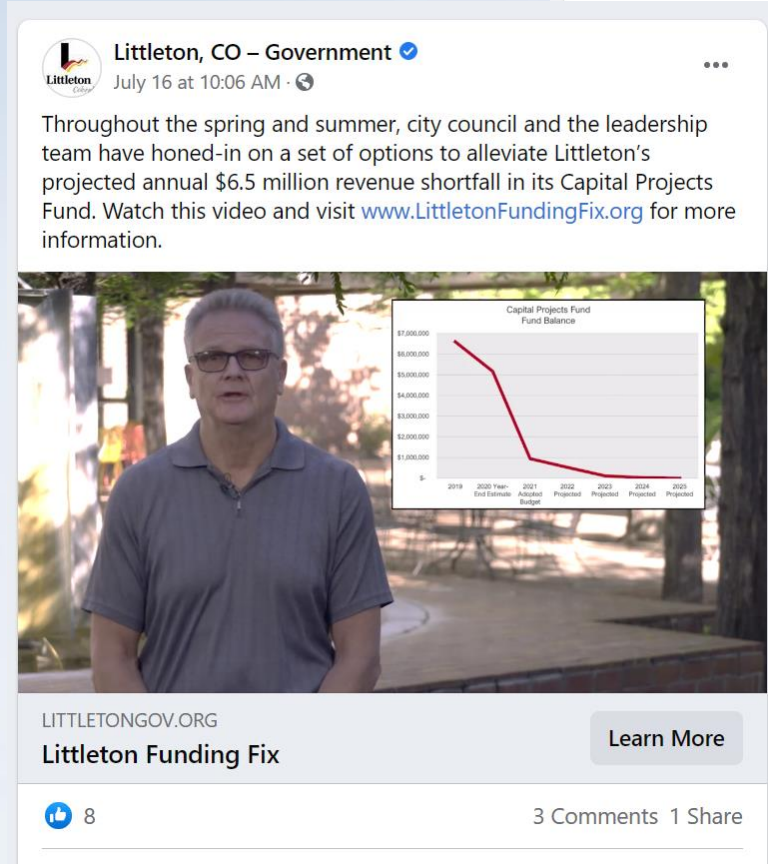 Littleton, CO – Government
Littleton
July 16 at 10:06 AM ·
Throughout the spring and summer, city council and the leadership
team have honed-in on a set of options to alleviate Littleton's
projected annual $6.5 million revenue shortfall in its Capital Projects
Fund. Watch this video and visit www.LittletonFundingFix.org for more
information.
Capital Projects Fund
Fund Balance
$7,000,000
$6,000,000
$5,000,000
$4,000,000
$3,000,000
$2,000,000
$1,000,000
$-
2019 2020 Year- 2021 2022 2023 2024 2025
End Estimate Adopted Projected Projected Projected Projected
Budget
LITTLETONGOV.ORG
Littleton Funding Fix
Learn More
8
3 Comments 1 Share